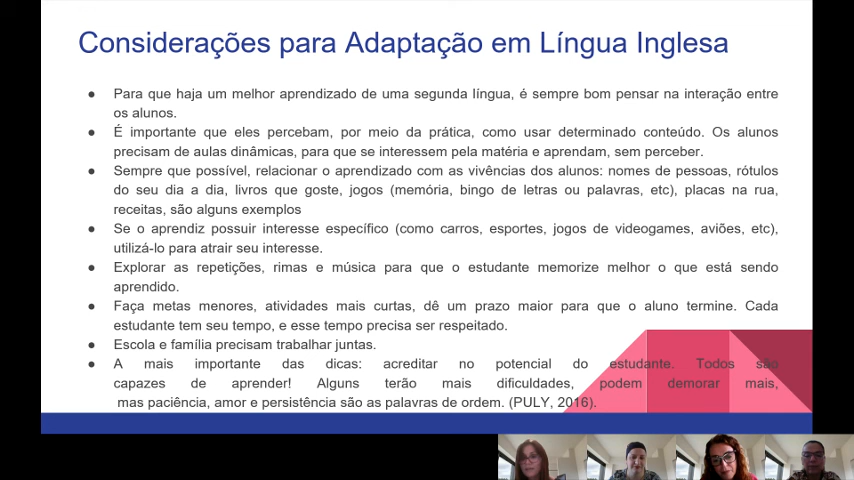 Considerações para Adaptação em Língua Inglesa
● Para que haja um melhor aprendizado de uma segunda língua, é sempre bom pensar na interação entre
os alunos.
● É importante que eles percebam, por meio da prática, como usar determinado conteúdo. Os alunos
precisam de aulas dinâmicas, para que se interessem pela matéria e aprendam, sem perceber.
● Sempre que possível, relacionar o aprendizado com as vivências dos alunos: nomes de pessoas, rótulos
do seu dia a dia, livros que goste, jogos (memória, bingo de letras ou palavras, etc), placas na rua,
receitas, são alguns exemplos
● Se o aprendiz possuir interesse específico (como carros, esportes, jogos de videogames, aviões, etc),
utilizá-lo para atrair seu interesse.
● Explorar as repetições, rimas e música para que o estudante memorize melhor o que está sendo
aprendido.
● Faça metas menores, atividades mais curtas, dê um prazo maior para que o aluno termine. Cada
estudante tem seu tempo, e esse tempo precisa ser respeitado.
● Escola e família precisam trabalhar juntas.
● A mais importante das dicas: acreditar no potencial do estudante. Todos são
capazes de aprender! Alguns terão mais dificuldades, podem demorar mais,
mas paciência, amor e persistência são as palavras de ordem. (PULY, 2016).